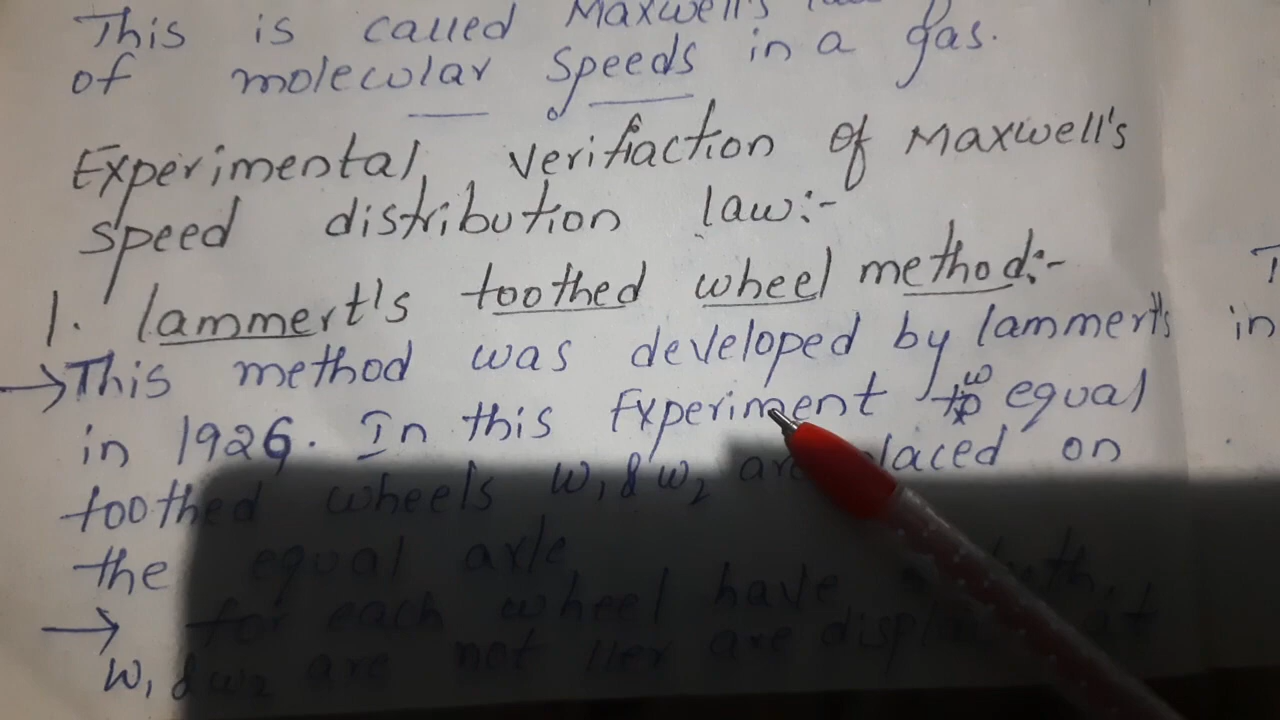 This is called Maxwell's
of molecular speeds in a gas.
Experimental verifiaction of Maxwell's
speed distribution law:-
1. lammert's toothed wheel method:-
→This method was developed by lammert's
in 1926. In this Experiment two equal
toothed wheels W₁ & W₂ are placed on
the equal axle
→ for each wheel have
W₁ & W₂ are not ller are
in